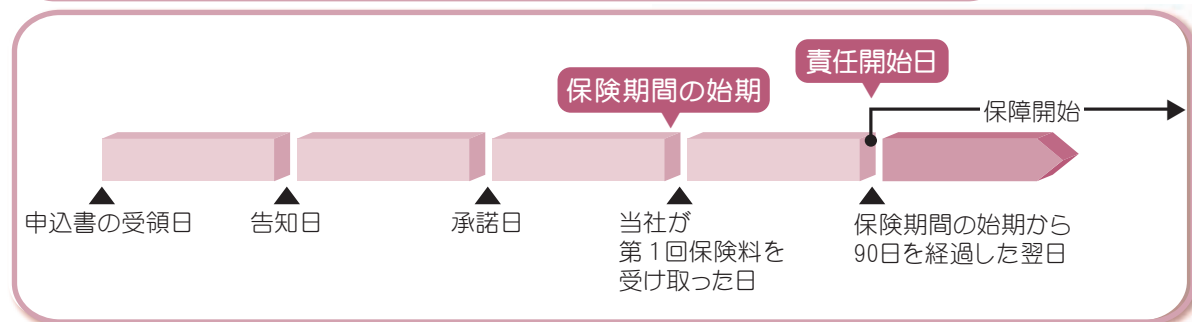 責任開始日
保険期間の始期
保障開始
申込書の受領日
告知日
承諾日
当社が
第1回保険料を
受け取った日
保険期間の始期から
90日を経過した翌日